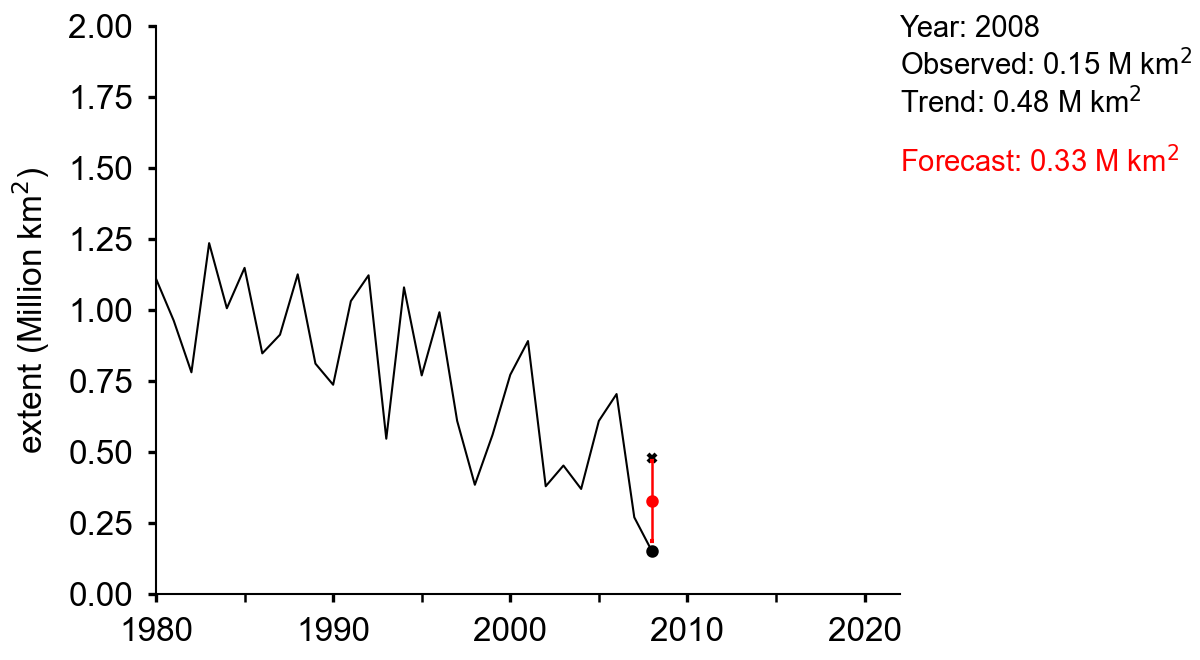 Year: 2008
Observed: 0.15 M km²
Trend: 0.48 M km²
Forecast: 0.33 M km²
extent (Million km²)
2.00
1.75
1.50
1.25
1.00
0.75
0.50
0.25
0.00
1980
1990
2000
2010
2020